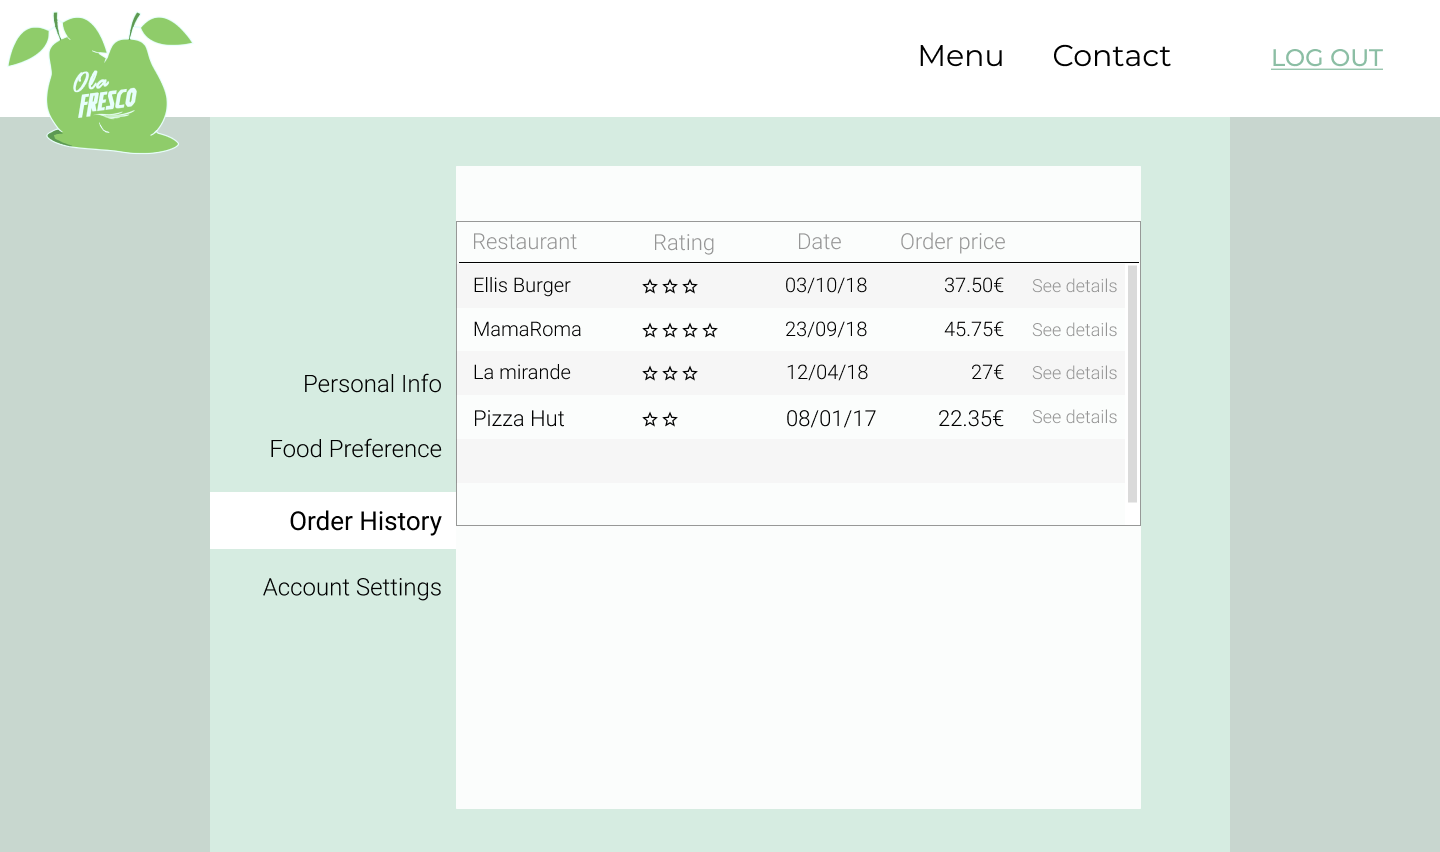 Ola
FRESCO
Menu Contact LOG OUT
Restaurant Rating Date Order price
Ellis Burger ☆☆☆ 03/10/18 37.50€ See details
MamaRoma ☆☆☆☆ 23/09/18 45.75€ See details
La mirande ☆☆☆ 12/04/18 27€ See details
Pizza Hut ☆☆ 08/01/17 22.35€ See details
Personal Info
Food Preference
Order History
Account Settings